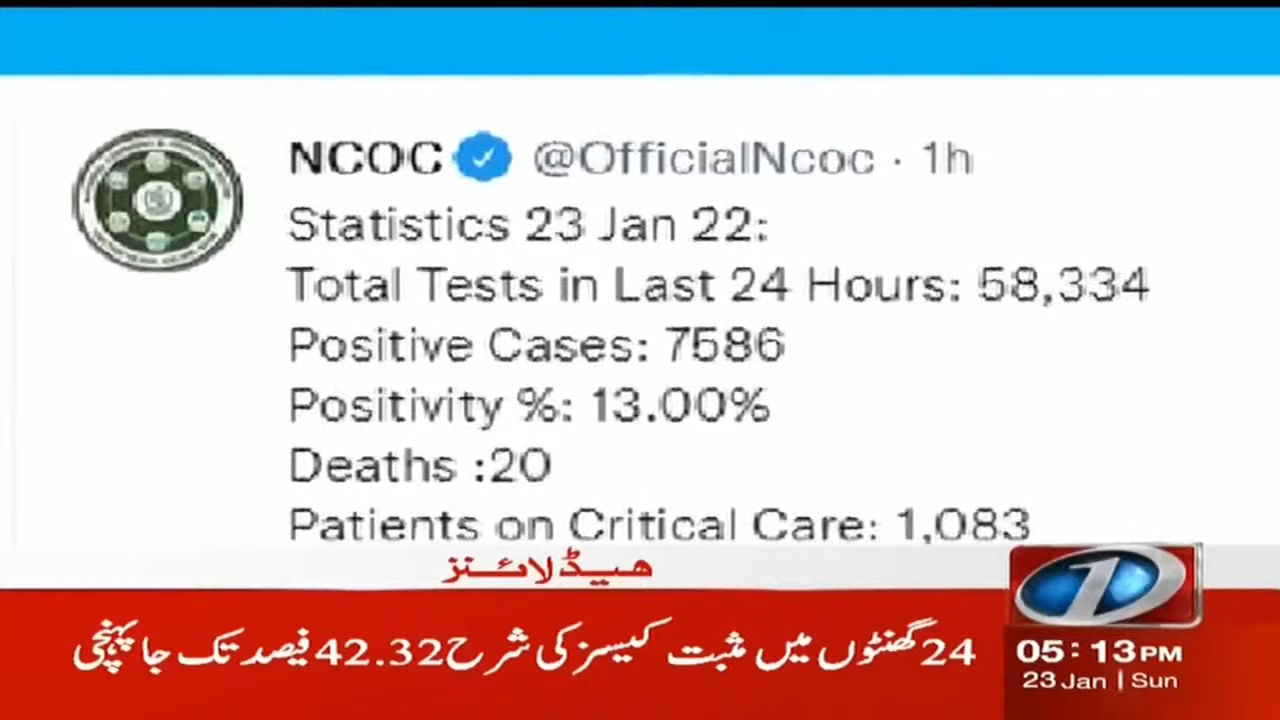 NCOC @OfficialNcoc · 1h
Statistics 23 Jan 22:
Total Tests in Last 24 Hours: 58,334
Positive Cases: 7586
Positivity %: 13.00%
Deaths :20
Patients on Critical Care: 1,083
ہیڈلائنز
24 گھنٹوں میں مثبت کیسز کی شرح 42.32 فیصد تک جا پہنچی
1
05:13PM
23 Jan | Sun